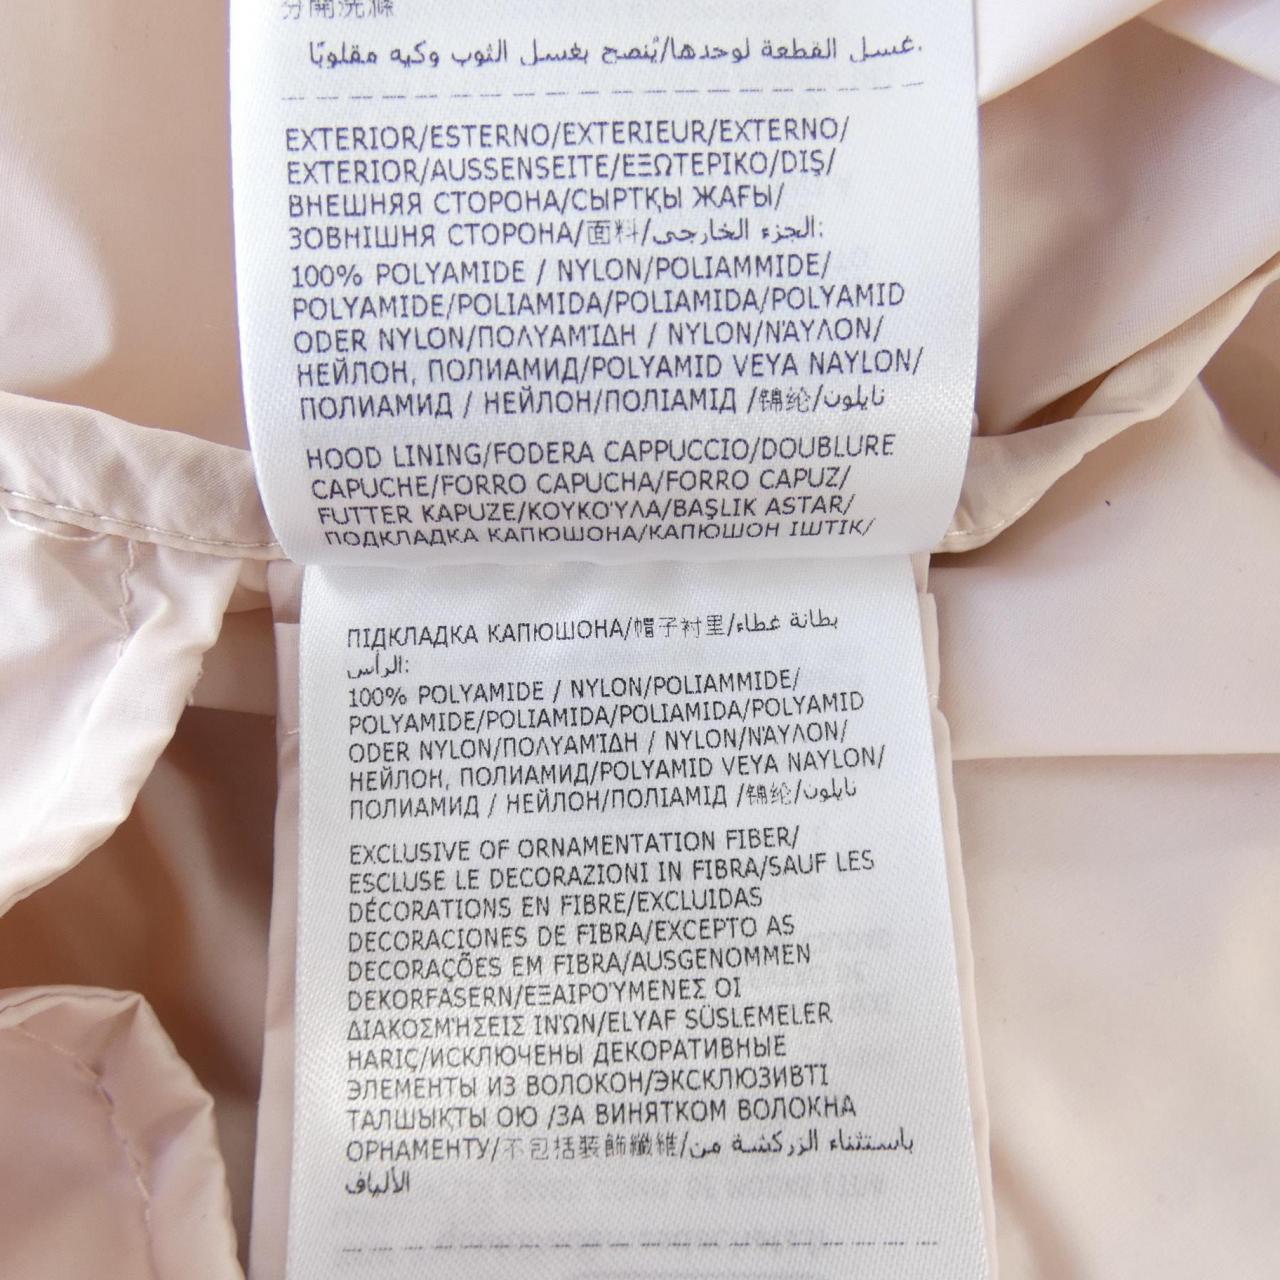 分開洗滌
غسل القطعة لوحدها/يُنصح بغسل الثوب وكيه مقلوبًا.
EXTERIOR/ESTERNO/EXTERIEUR/EXTERNO/
EXTERIOR/AUSSENSEITE/ΕΞΩΤΕΡΙΚΟ/DIŞ/
ВНЕШНЯЯ СТОРОНА/СЫРТҚЫ ЖАҒЫ/
ЗОВНІШНЯ СТОРОНА/面料/الجزء الخارجي:
100% POLYAMIDE / NYLON/POLIAMMIDE/
POLYAMIDE/POLIAMIDA/POLIAMIDA/POLYAMID
ODER NYLON/ΠΟΛΥΑΜΊΔΗ / NYLON/ΝΆΥΛΟΝ/
НЕЙЛОН, ПОЛИАМИД/POLYAMID VEYA NAYLON/
ПОЛИАМИД / НЕЙЛОН/ПОЛІАМІД /锦纶/نايلون
HOOD LINING/FODERA CAPPUCCIO/DOUBLURE
CAPUCHE/FORRO CAPUCHA/FORRO CAPUZ/
FUTTER KAPUZE/ΚΟΥΚΟΎΛΑ/BAŞLIK ASTAR/
ПОДКЛАДКА КАПЮШОНА/КАПЮШОН ІШТІК/
ПІДКЛАДКА КАПЮШОНА/帽子衬里/بطانة غطاء
الرأس:
100% POLYAMIDE / NYLON/POLIAMMIDE/
POLYAMIDE/POLIAMIDA/POLIAMIDA/POLYAMID
ODER NYLON/ΠΟΛΥΑΜΊΔΗ / NYLON/ΝΆΥΛΟΝ/
НЕЙЛОН, ПОЛИАМИД/POLYAMID VEYA NAYLON/
ПОЛИАМИД / НЕЙЛОН/ПОЛІАМІД /锦纶/نايلون
EXCLUSIVE OF ORNAMENTATION FIBER/
ESCLUSE LE DECORAZIONI IN FIBRA/SAUF LES
DÉCORATIONS EN FIBRE/EXCLUIDAS
DECORACIONES DE FIBRA/EXCEPTO AS
DECORAÇÕES EM FIBRA/AUSGENOMMEN
DEKORFASERN/ΕΞΑΙΡΟΎΜΕΝΕΣ ΟΙ
ΔΙΑΚΟΣΜΉΣΕΙΣ ΙΝΏΝ/ELYAF SÜSLEMELER
HARIÇ/ИСКЛЮЧЕНЫ ДЕКОРАТИВНЫЕ
ЭЛЕМЕНТЫ ИЗ ВОЛОКОН/ЭКСКЛЮЗИВТІ
ТАЛШЫҚТЫ ОЮ /ЗА ВИНЯТКОМ ВОЛОКНА
ОРНАМЕНТУ/不包括装飾纖維/باستثناء الزركشة من
الألياف